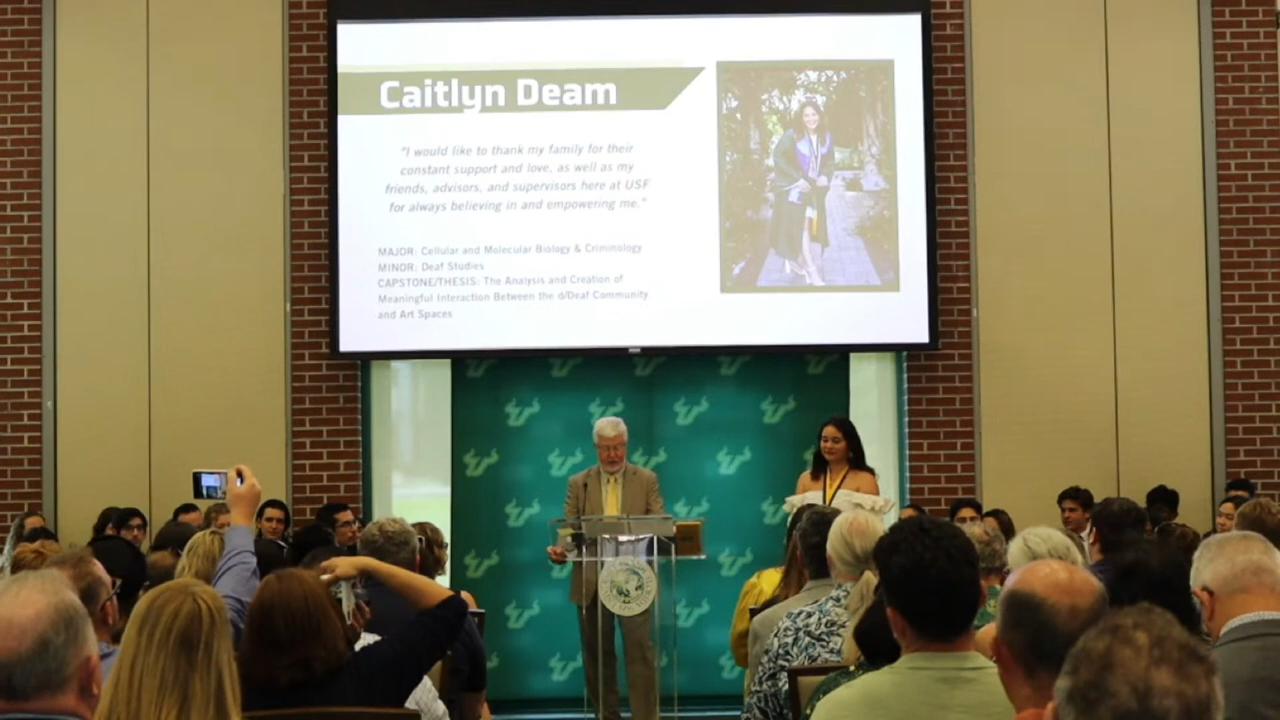 Caitlyn Deam
"I would like to thank my family for their
constant support and love, as well as my
friends, advisors, and supervisors here at USF
for always believing in and empowering me."
MAJOR: Cellular and Molecular Biology & Criminology
MINOR: Deaf Studies
CAPSTONE/THESIS: The Analysis and Creation of
Meaningful Interaction Between the d/Deaf Community
and Art Spaces